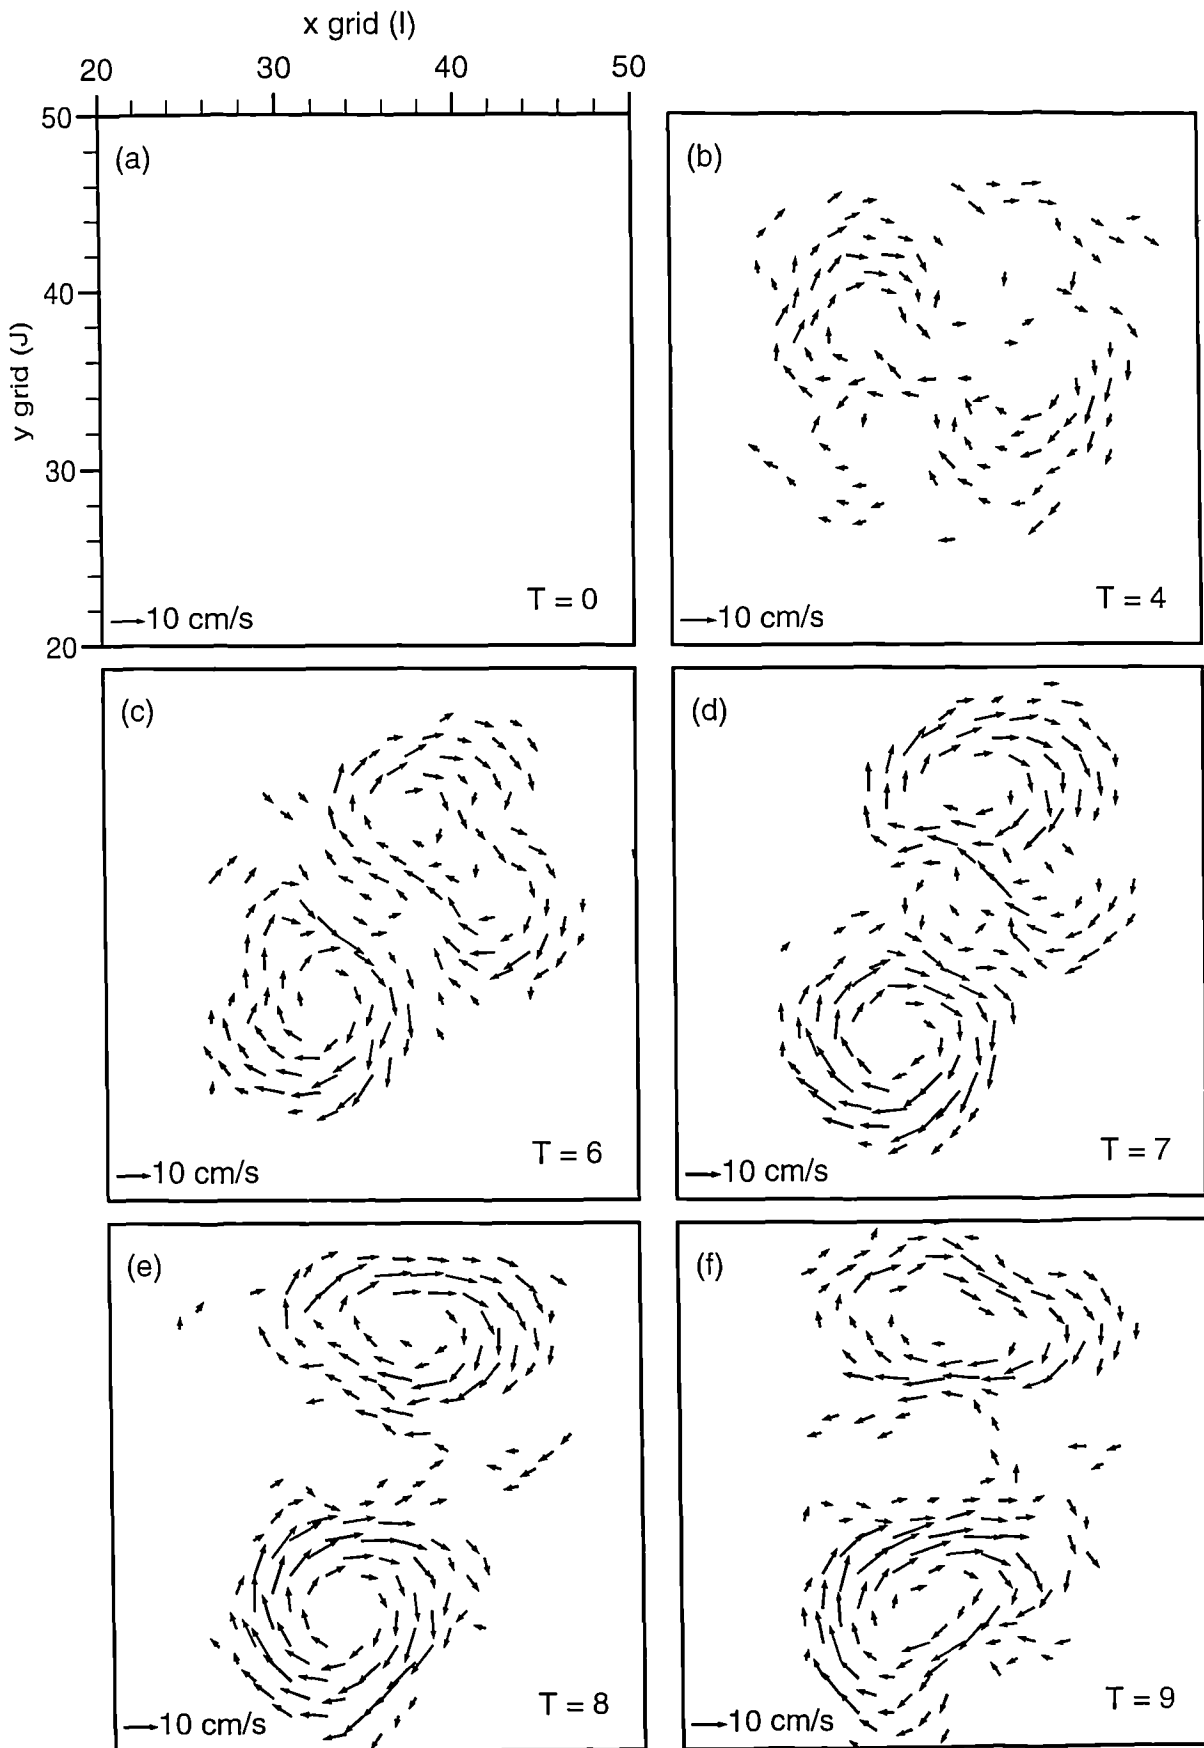 x grid (I)
20 30 40 50
y grid (J)
50
40
30
20
(a)
T = 0
10 cm/s
(b)
T = 4
10 cm/s
(c)
T = 6
10 cm/s
(d)
T = 7
10 cm/s
(e)
T = 8
10 cm/s
(f)
T = 9
10 cm/s